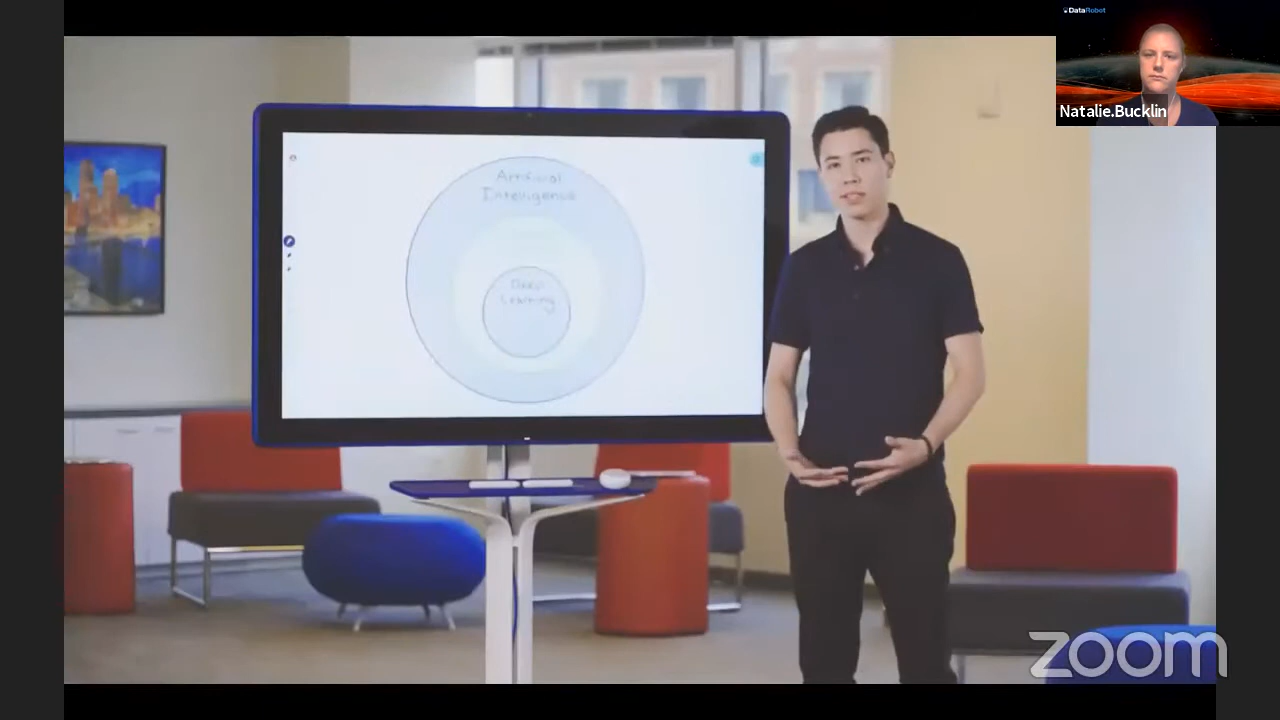 DataRobot
Natalie.Bucklin
Artificial
Intelligence
Deep
Learning
zoom